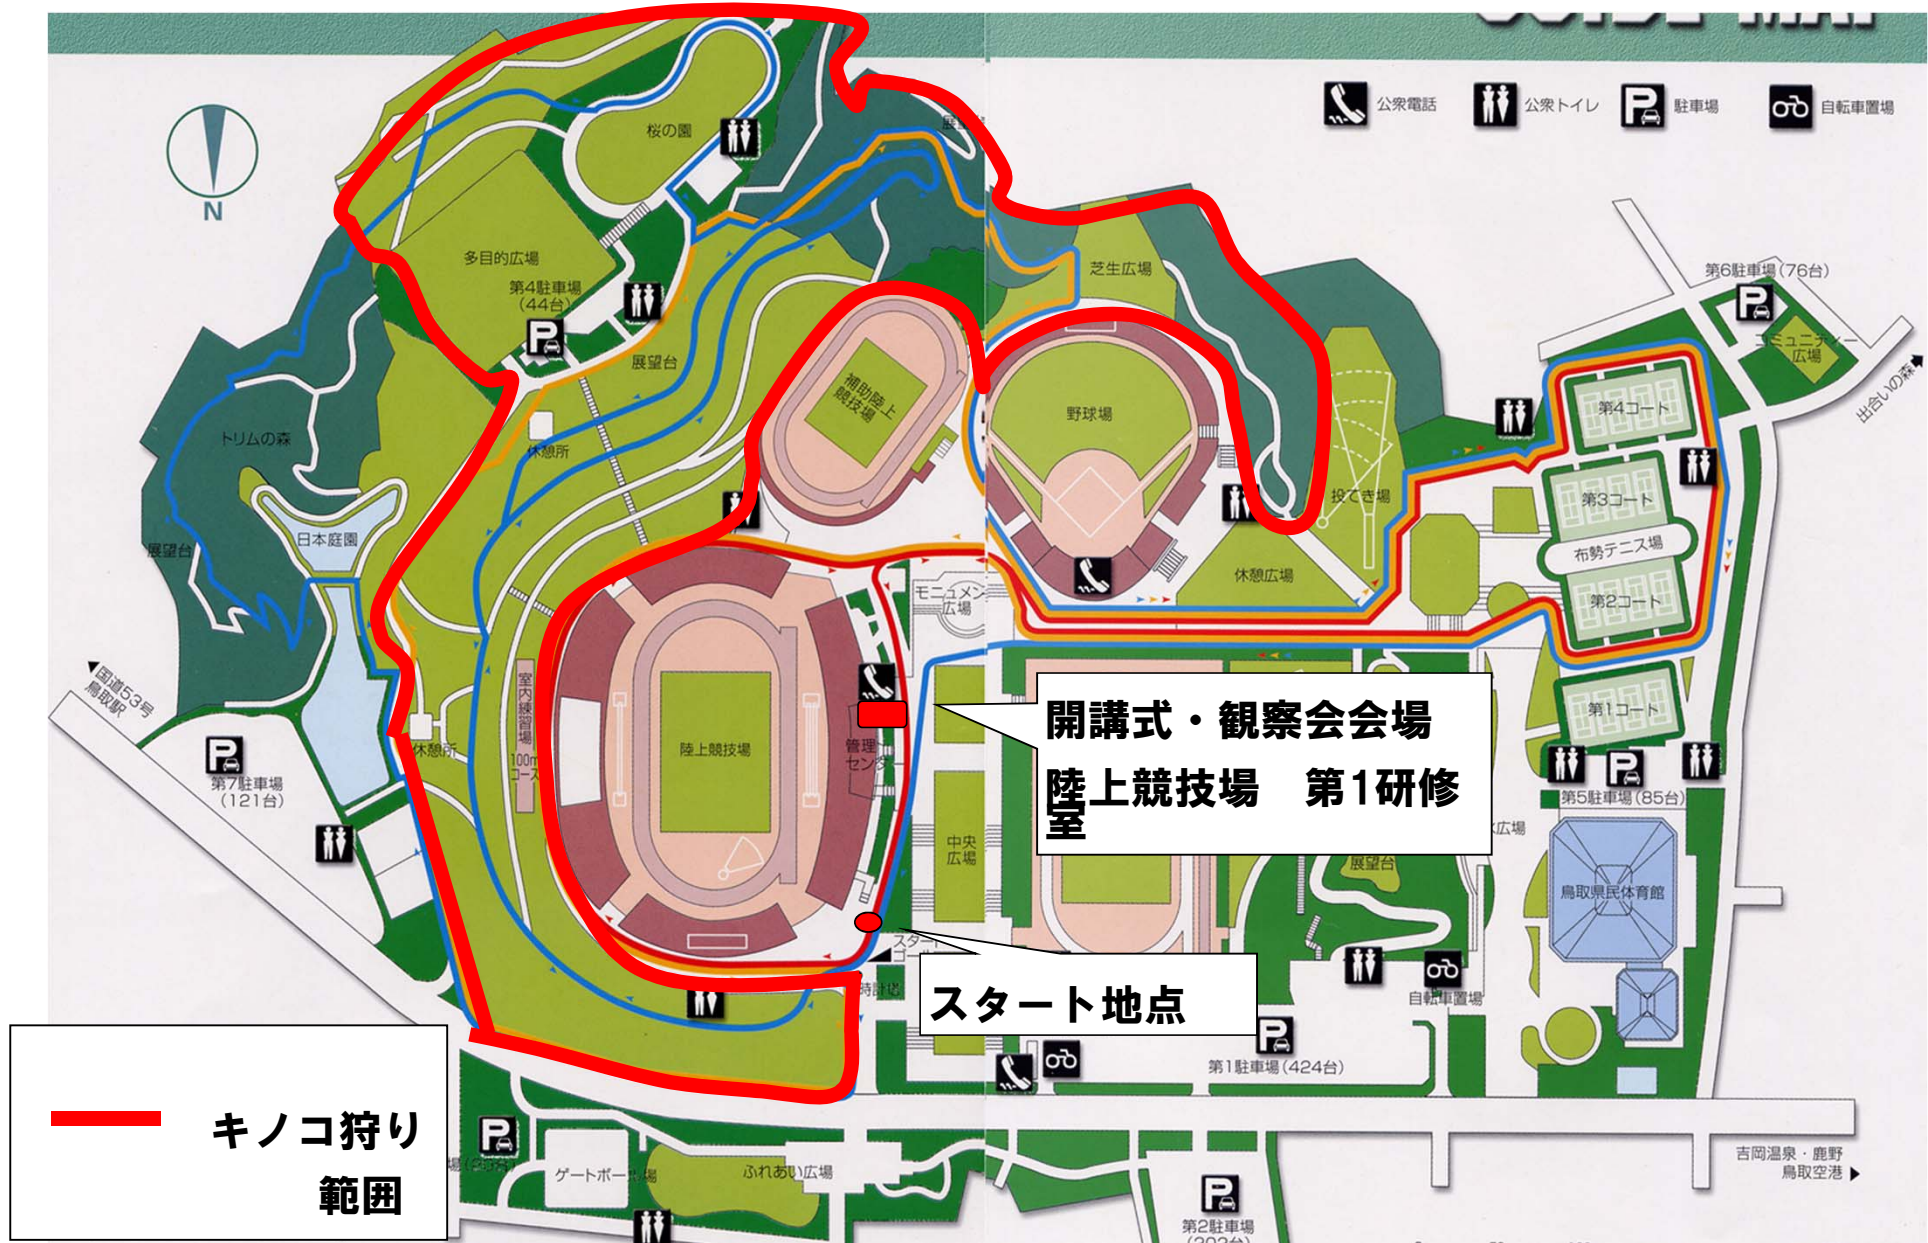 公衆電話
公衆トイレ
駐車場
自転車置場
N
桜の園
多目的広場
第4駐車場
(44台)
展望台
芝生広場
第6駐車場(76台)
コミュニティー
広場
出合いの森
補助陸上
競技場
野球場
第4コート
休憩所
トリムの森
投てき場
第3コート
日本庭園
展望台
布勢テニス場
休憩広場
モニュメン
広場
第2コート
国道53号
鳥取駅
室内練習場
100m
コース
陸上競技場
管理
センター
第1コート
休憩所
第7駐車場
(121台)
開講式・観察会会場
陸上競技場 第1研修
室
第5駐車場(85台)
中央
広場
広場
展望台
鳥取県民体育館
スタート
時計塔
スタート地点
自転車置場
第1駐車場(424台)
キノコ狩り
範囲
ゲートボール場
ふれあい広場
吉岡温泉・鹿野
鳥取空港
第2駐車場